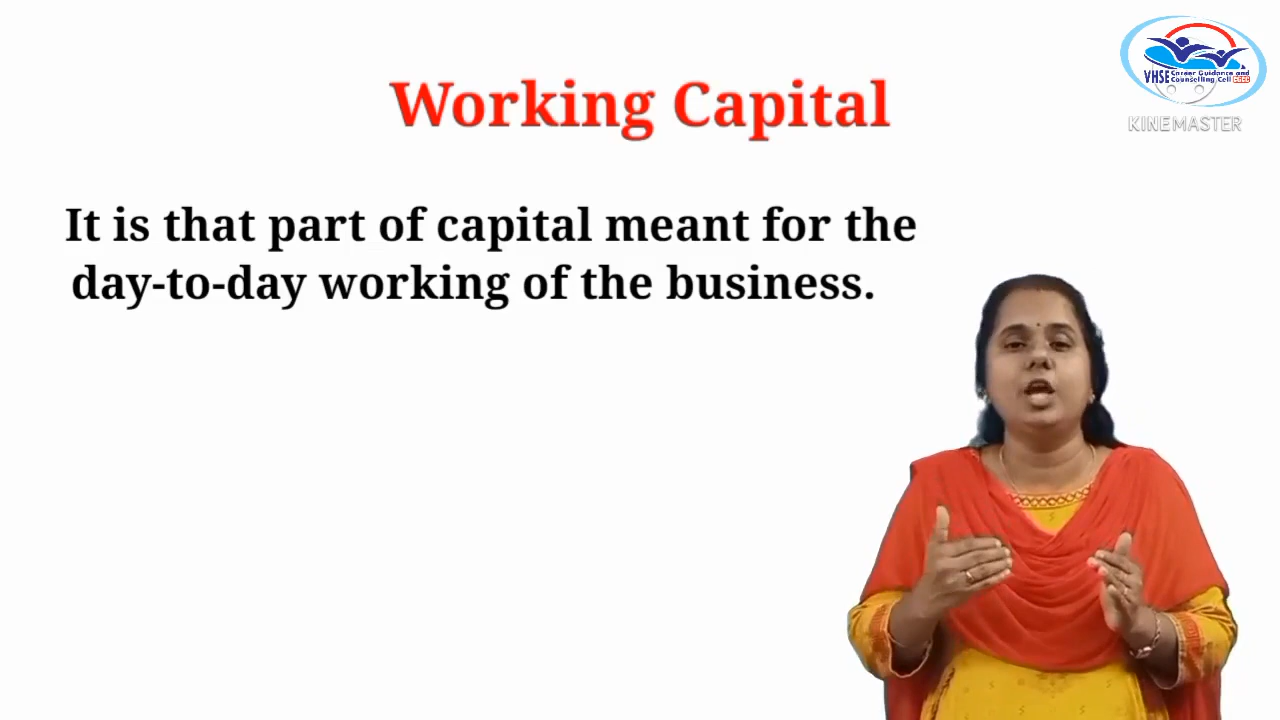 Working Capital
It is that part of capital meant for the
day-to-day working of the business.
VHSE Career Guidance and
Counselling Cell CGCC
KINEMASTER